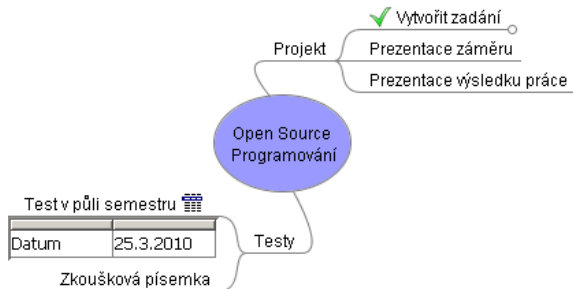 Vytvořit zadání
Projekt
Prezentace záměru
Prezentace výsledku práce
Open Source
Programování
Test v půli semestru
Datum 25.3.2010
Testy
Zkoušková písemka